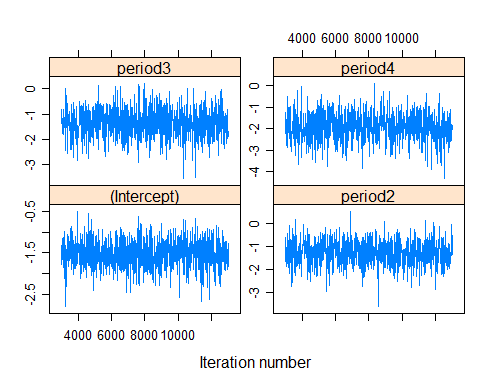 4000 6000 8000 10000
period3 period4
0 -1 -2 -3
0 -1 -2 -3 -4
(Intercept) period2
-0.5 -1.5 -2.5
0 -1 -2 -3
4000 6000 8000 10000
Iteration number